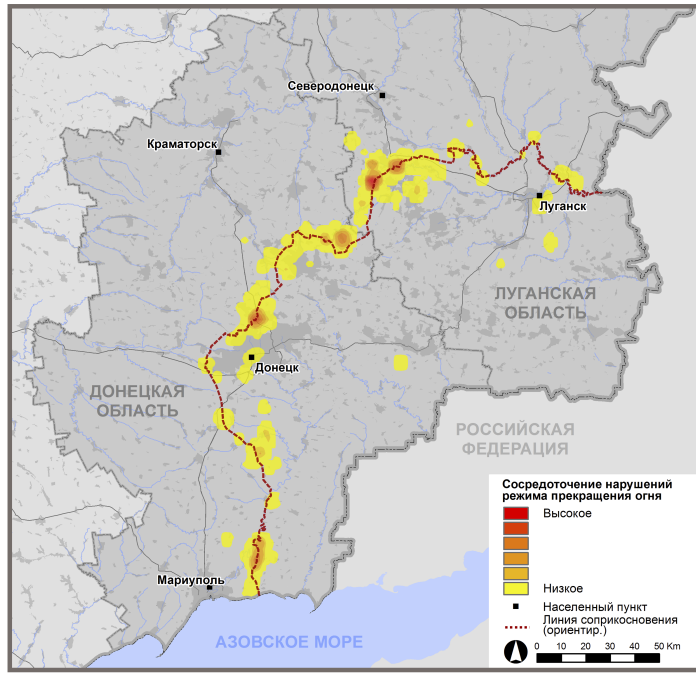 Северодонецк
Краматорск
Луганск
ЛУГАНСКАЯ
ОБЛАСТЬ
Донецк
ДОНЕЦКАЯ
ОБЛАСТЬ
РОССИЙСКАЯ
ФЕДЕРАЦИЯ
Мариуполь
АЗОВСКОЕ МОРЕ
Сосредоточение нарушений
режима прекращения огня
Высокое
Низкое
Населенный пункт
Линия соприкосновения
(ориентир.)
0 10 20 30 40 50 Km